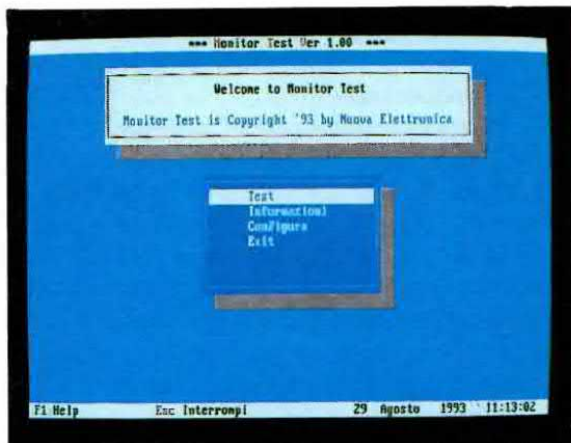 *** Monitor Test Ver 1.00 ***
Welcome to Monitor Test
Monitor Test is Copyright '93 by Nuova Elettronica
Test
Informazioni
Configura
Exit
F1 Help Esc Interrompi 29 Agosto 1993 11:13:02